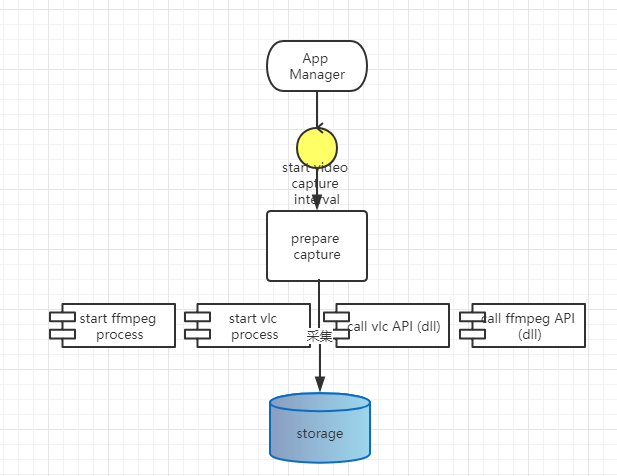 App
Manager
start video
capture
interval
prepare
capture
start ffmpeg
process
start vlc
process
采集
call vlc API (dll)
call ffmpeg API
(dll)
storage